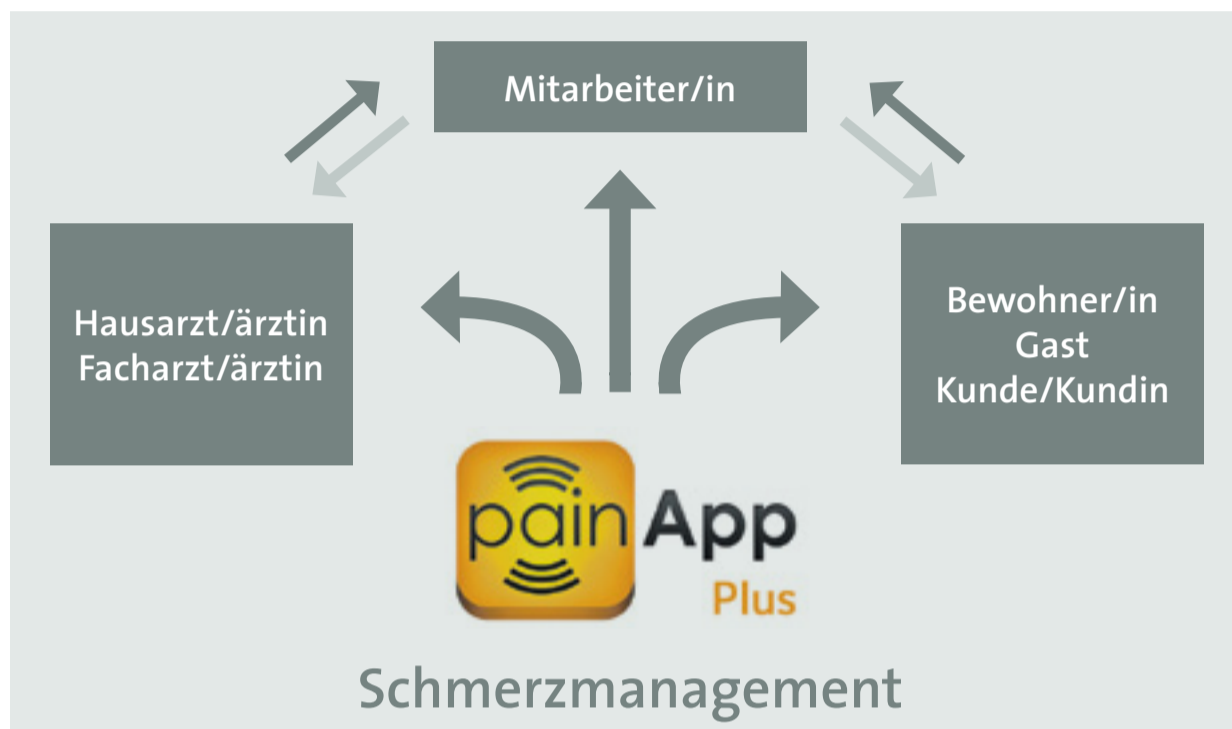 Mitarbeiter/in
Hausarzt/ärztin
Facharzt/ärztin
Bewohner/in
Gast
Kunde/Kundin
painApp
Plus
Schmerzmanagement